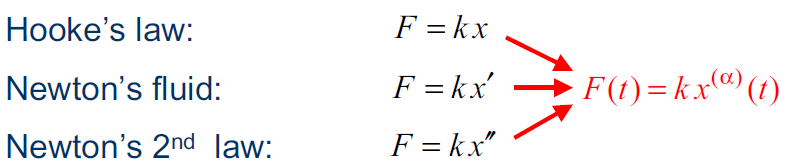 Hooke's law: F = kx
Newton's fluid: F = kx′ F(t) = k x^(α)(t)
Newton's 2nd law: F = kx″